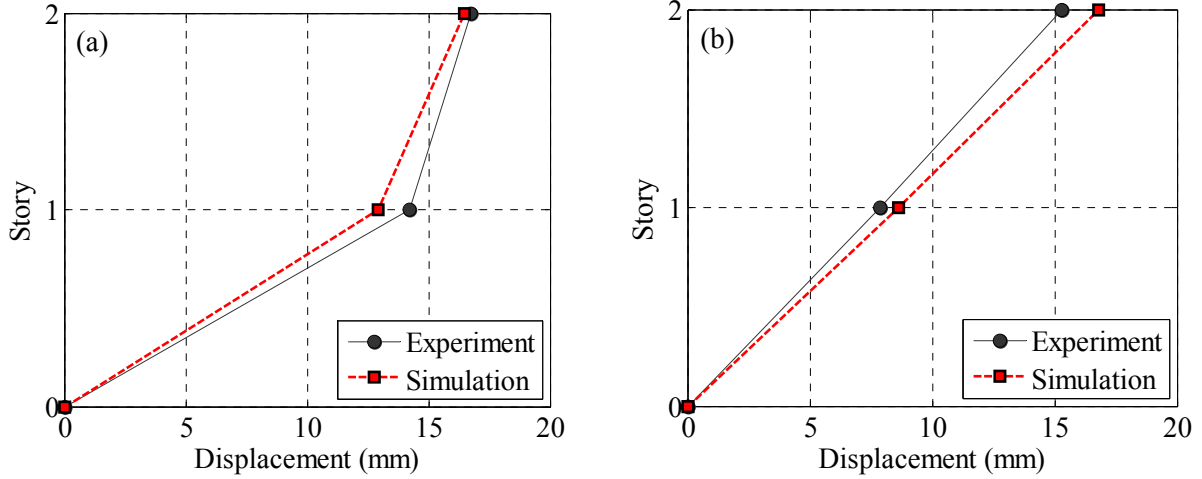 (a)
2
1
0
Story
0 5 10 15 20
Displacement (mm)
Experiment
Simulation
(b)
2
1
0
Story
0 5 10 15 20
Displacement (mm)
Experiment
Simulation